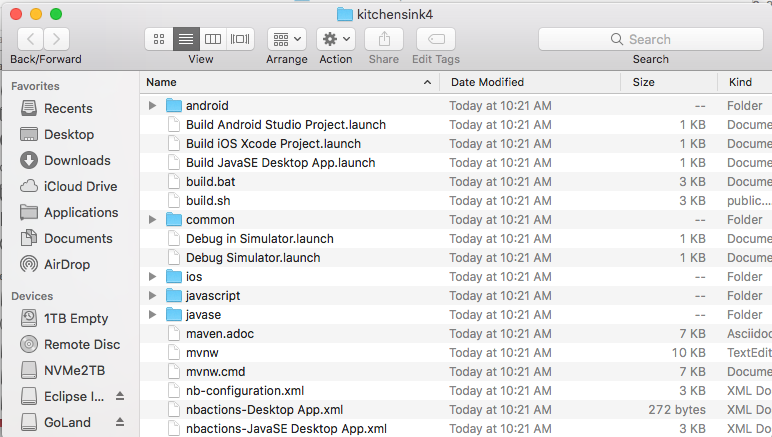 kitchensink4
Search
Back/Forward View Arrange Action Share Edit Tags Search
Name Date Modified Size Kind
Favorites
Recents
Desktop
Downloads
iCloud Drive
Applications
Documents
AirDrop
Devices
1TB Empty
Remote Disc
NVMe2TB
Eclipse I...
GoLand
android Today at 10:21 AM -- Folder
Build Android Studio Project.launch Today at 10:21 AM 1 KB Docume
Build iOS Xcode Project.launch Today at 10:21 AM 1 KB Docume
Build JavaSE Desktop App.launch Today at 10:21 AM 1 KB Docume
build.bat Today at 10:21 AM 3 KB Docume
build.sh Today at 10:21 AM 3 KB public...
common Today at 10:21 AM -- Folder
Debug in Simulator.launch Today at 10:21 AM 1 KB Docume
Debug Simulator.launch Today at 10:21 AM 1 KB Docume
ios Today at 10:21 AM -- Folder
javascript Today at 10:21 AM -- Folder
javase Today at 10:21 AM -- Folder
maven.adoc Today at 10:21 AM 7 KB Asciidoc
mvnw Today at 10:21 AM 10 KB TextEdit
mvnw.cmd Today at 10:21 AM 7 KB Docume
nb-configuration.xml Today at 10:21 AM 3 KB XML Do
nbactions-Desktop App.xml Today at 10:21 AM 272 bytes XML Do
nbactions-JavaSE Desktop App.xml Today at 10:21 AM 3 KB XML Do